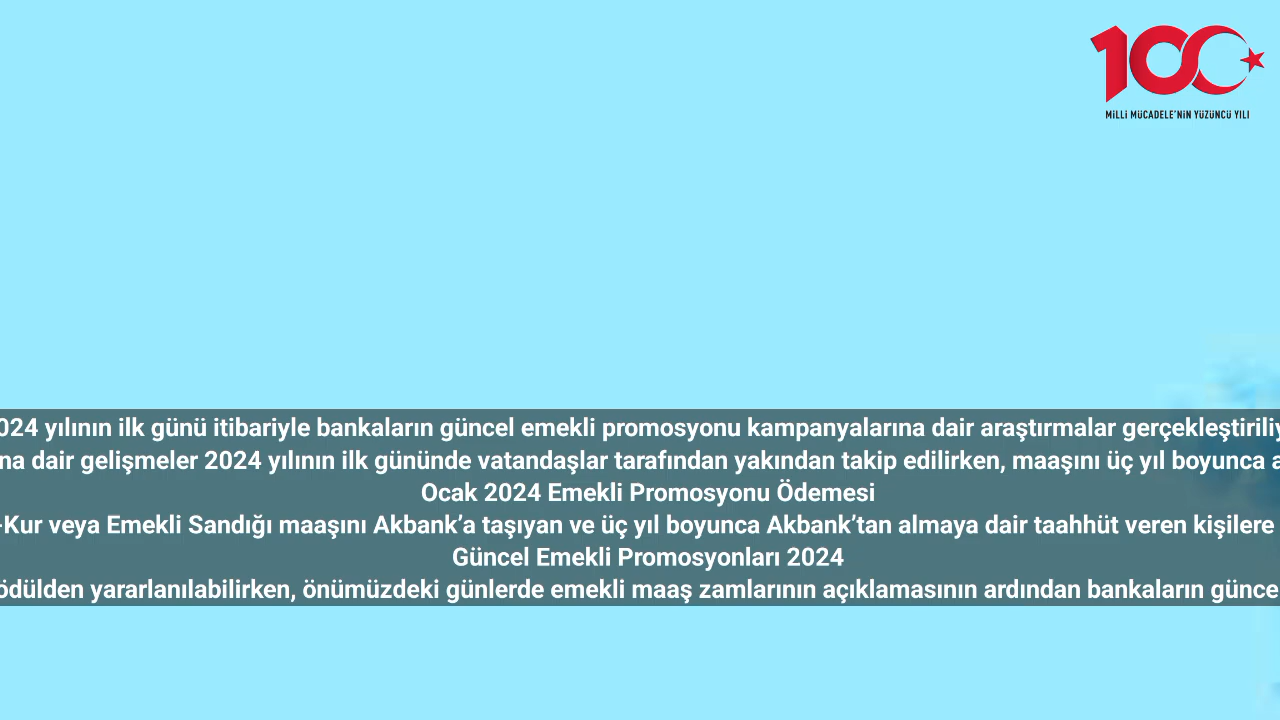 100
MİLLİ MÜCADELE'NİN YÜZÜNCÜ YILI
024 yılının ilk günü itibariyle bankaların güncel emekli promosyonu kampanyalarına dair araştırmalar gerçekleştiriliy
na dair gelişmeler 2024 yılının ilk gününde vatandaşlar tarafından yakından takip edilirken, maaşını üç yıl boyunca a
Ocak 2024 Emekli Promosyonu Ödemesi
-Kur veya Emekli Sandığı maaşını Akbank’a taşıyan ve üç yıl boyunca Akbank’tan almaya dair taahhüt veren kişilere
Güncel Emekli Promosyonları 2024
ödülden yararlanılabilirken, önümüzdeki günlerde emekli maaş zamlarının açıklamasının ardından bankaların günce